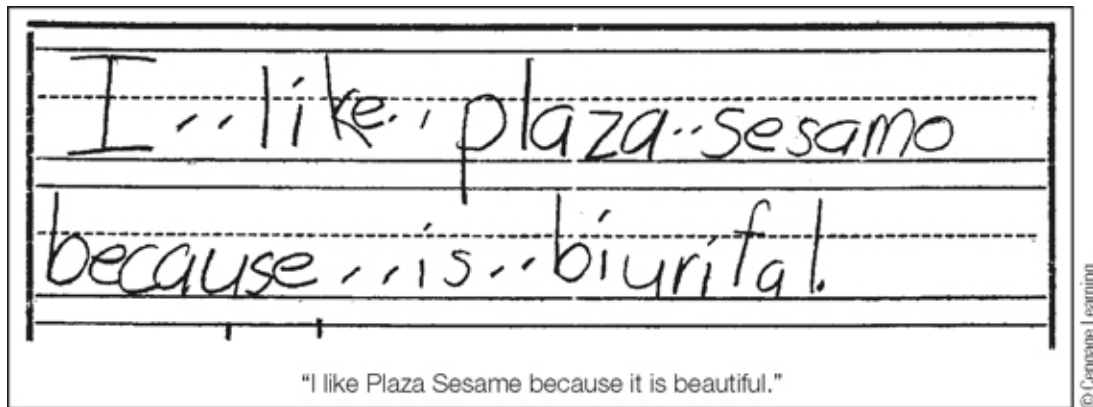 I..like..plaza..sesamo
because...is..biurifal.
"I like Plaza Sesame because it is beautiful."
© Cengage Learning